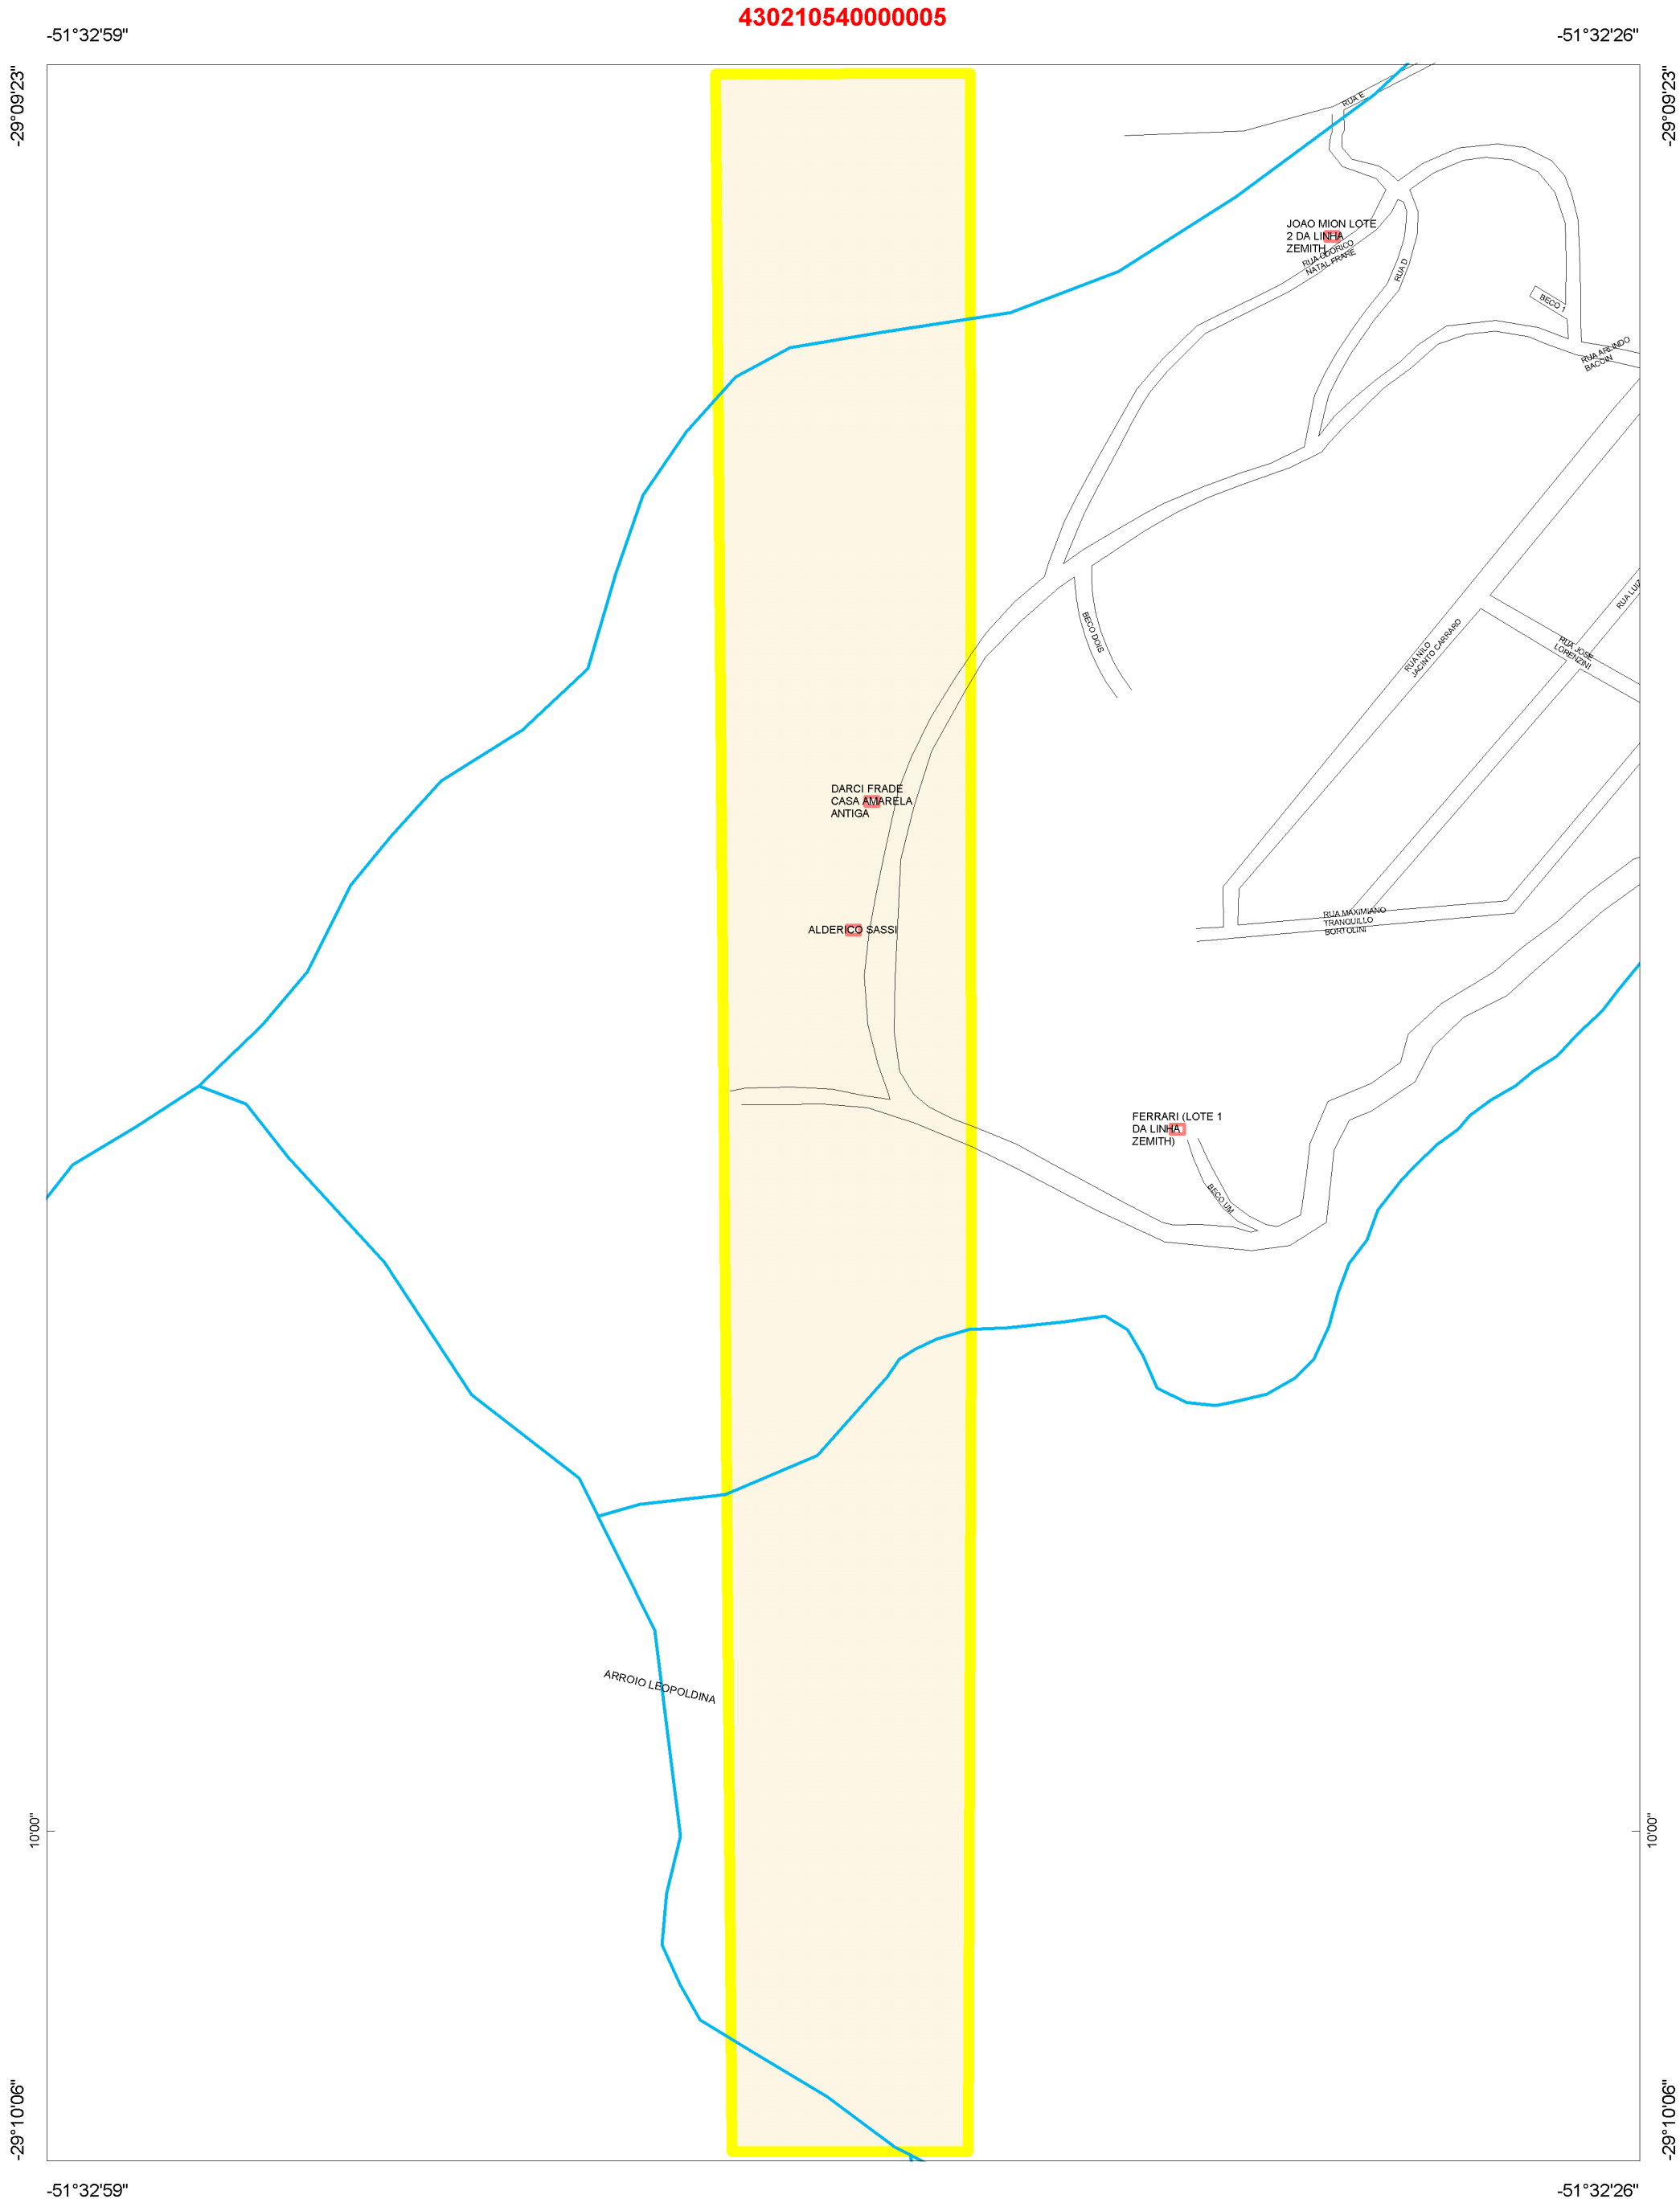 430210540000005
-51°32'59"
-51°32'26"
-29°09'23"
-29°09'23"
RUA E
JOAO MION LOTE
2 DA LINHA
ZEMITH
RUA ODORICO
NATAL FRARE
RUA D
BECO 1
RUA ARLINDO
BACCIN
RUA LUIZ
BECO DOIS
RUA NILO
JACINTO CARRARD
RUA JOSE
LORENZINI
DARCI FRADE
CASA AMARELA
ANTIGA
RUA MAXIMIANO
TRANQUILLO
BORTOLINI
ALDERICO SASSI
FERRARI (LOTE 1
DA LINHA
ZEMITH)
BECO UM
ARROIO LEOPOLDINA
10'00"
10'00"
-29°10'06"
-29°10'06"
-51°32'59"
-51°32'26"